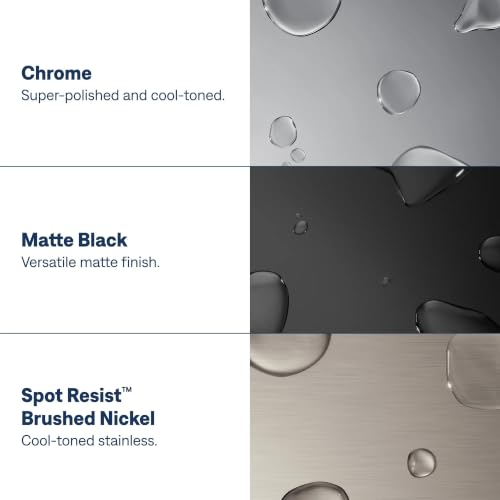 Chrome
Super-polished and cool-toned.
Matte Black
Versatile matte finish.
Spot Resist™
Brushed Nickel
Cool-toned stainless.